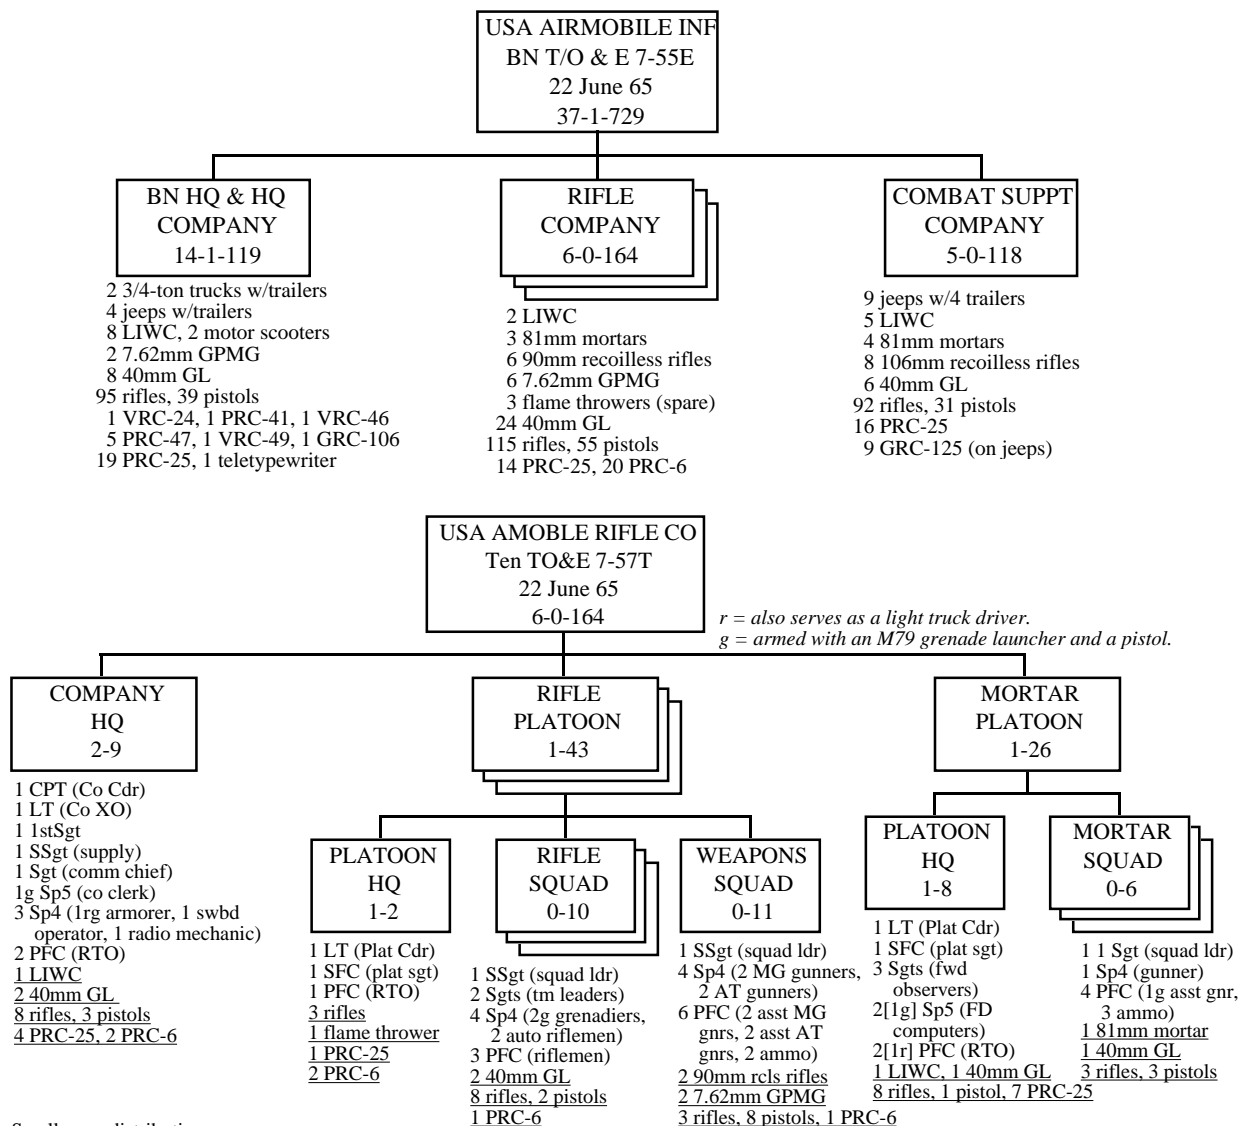 USA AIRMOBILE INF
BN T/O & E 7-55E
22 June 65
37-1-729
BN HQ & HQ
COMPANY
14-1-119
2 3/4-ton trucks w/trailers
4 jeeps w/trailers
8 LIWC, 2 motor scooters
2 7.62mm GPMG
8 40mm GL
95 rifles, 39 pistols
1 VRC-24, 1 PRC-41, 1 VRC-46
5 PRC-47, 1 VRC-49, 1 GRC-106
19 PRC-25, 1 teletypewriter
RIFLE
COMPANY
6-0-164
2 LIWC
3 81mm mortars
6 90mm recoilless rifles
6 7.62mm GPMG
3 flame throwers (spare)
24 40mm GL
115 rifles, 55 pistols
14 PRC-25, 20 PRC-6
COMBAT SUPPT
COMPANY
5-0-118
9 jeeps w/4 trailers
5 LIWC
4 81mm mortars
8 106mm recoilless rifles
6 40mm GL
92 rifles, 31 pistols
16 PRC-25
9 GRC-125 (on jeeps)
USA AMOBLE RIFLE CO
Ten TO&E 7-57T
22 June 65
6-0-164
r = also serves as a light truck driver.
g = armed with an M79 grenade launcher and a pistol.
COMPANY
HQ
2-9
1 CPT (Co Cdr)
1 LT (Co XO)
1 1stSgt
1 SSgt (supply)
1 Sgt (comm chief)
1g Sp5 (co clerk)
3 Sp4 (1rg armorer, 1 swbd
operator, 1 radio mechanic)
2 PFC (RTO)
1 LIWC
2 40mm GL
8 rifles, 3 pistols
4 PRC-25, 2 PRC-6
RIFLE
PLATOON
1-43
PLATOON
HQ
1-2
1 LT (Plat Cdr)
1 SFC (plat sgt)
1 PFC (RTO)
3 rifles
1 flame thrower
1 PRC-25
2 PRC-6
RIFLE
SQUAD
0-10
1 SSgt (squad ldr)
2 Sgts (tm leaders)
4 Sp4 (2g grenadiers,
2 auto riflemen)
3 PFC (riflemen)
2 40mm GL
8 rifles, 2 pistols
1 PRC-6
WEAPONS
SQUAD
0-11
1 SSgt (squad ldr)
4 Sp4 (2 MG gunners,
2 AT gunners)
6 PFC (2 asst MG
gnrs, 2 asst AT
gnrs, 2 ammo)
2 90mm rcls rifles
2 7.62mm GPMG
3 rifles, 8 pistols, 1 PRC-6
MORTAR
PLATOON
1-26
PLATOON
HQ
1-8
1 LT (Plat Cdr)
1 SFC (plat sgt)
3 Sgts (fwd
observers)
2[1g] Sp5 (FD
computers)
2[1r] PFC (RTO)
1 LIWC, 1 40mm GL
8 rifles, 1 pistol, 7 PRC-25
MORTAR
SQUAD
0-6
1 1 Sgt (squad ldr)
1 Sp4 (gunner)
4 PFC (1g asst gnr,
3 ammo)
1 81mm mortar
1 40mm GL
3 rifles, 3 pistols